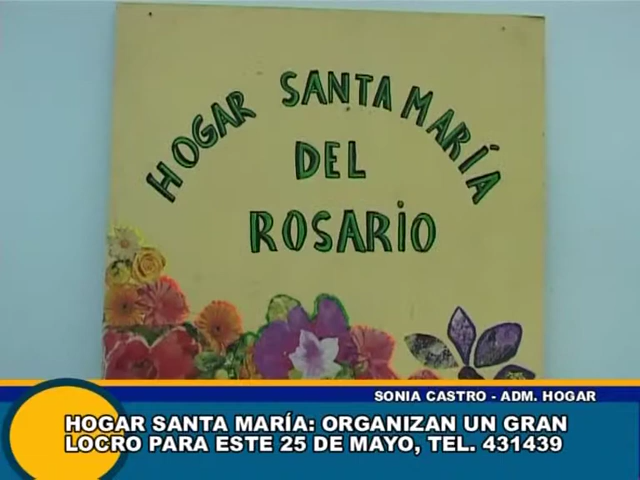 HOGAR SANTA MARÍA
DEL
ROSARIO
SONIA CASTRO - ADM. HOGAR
HOGAR SANTA MARÍA: ORGANIZAN UN GRAN
LOCRO PARA ESTE 25 DE MAYO, TEL. 431439